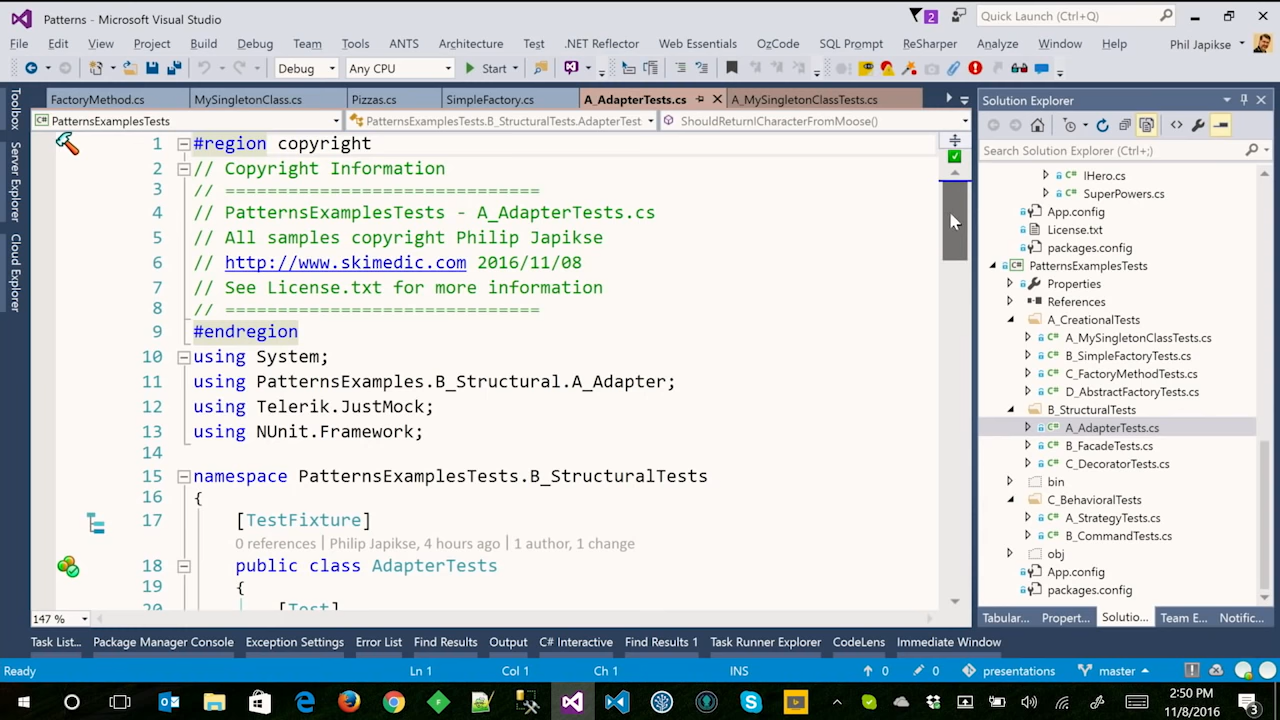 Patterns - Microsoft Visual Studio
2
Quick Launch (Ctrl+Q)
File Edit View Project Build Debug Team Tools ANTS Architecture Test .NET Reflector Web Essentials OzCode SQL Prompt ReSharper Analyze Window Help Phil Japikse
Debug Any CPU Start
FactoryMethod.cs MySingletonClass.cs Pizzas.cs SimpleFactory.cs A_AdapterTests.cs A_MySingletonClassTests.cs
PatternsExamplesTests PatternsExamplesTests.B_StructuralTests.AdapterTest ShouldReturnICharacterFromMoose()
1 #region copyright
2 // Copyright Information
3 // ==============================
4 // PatternsExamplesTests - A_AdapterTests.cs
5 // All samples copyright Philip Japikse
6 // http://www.skimedic.com 2016/11/08
7 // See License.txt for more information
8 // ==============================
9 #endregion
10 using System;
11 using PatternsExamples.B_Structural.A_Adapter;
12 using Telerik.JustMock;
13 using NUnit.Framework;
14
15 namespace PatternsExamplesTests.B_StructuralTests
16 {
17 [TestFixture]
0 references | Philip Japikse, 4 hours ago | 1 author, 1 change
18 public class AdapterTests
19 {
20 [Test]
147 %
Toolbox
Server Explorer
Cloud Explorer
Solution Explorer
Search Solution Explorer (Ctrl+;)
IHero.cs
SuperPowers.cs
App.config
License.txt
packages.config
PatternsExamplesTests
Properties
References
A_CreationalTests
A_MySingletonClassTests.cs
B_SimpleFactoryTests.cs
C_FactoryMethodTests.cs
D_AbstractFactoryTests.cs
B_StructuralTests
A_AdapterTests.cs
B_FacadeTests.cs
C_DecoratorTests.cs
bin
C_BehavioralTests
A_StrategyTests.cs
B_CommandTests.cs
obj
App.config
packages.config
Tabular... Propert... Solutio... Team E... Notific...
Task List... Package Manager Console Exception Settings Error List Find Results Output C# Interactive Find Results 1 Task Runner Explorer CodeLens Immediate Window
Ready Ln 1 Col 1 Ch 1 INS 0 0 presentations master
2:50 PM
11/8/2016
3